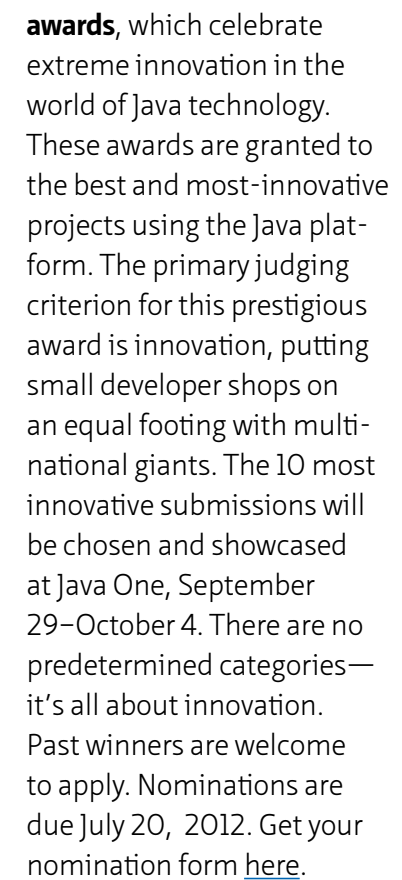 awards, which celebrate
extreme innovation in the
world of Java technology.
These awards are granted to
the best and most-innovative
projects using the Java plat-
form. The primary judging
criterion for this prestigious
award is innovation, putting
small developer shops on
an equal footing with multi-
national giants. The 10 most
innovative submissions will
be chosen and showcased
at Java One, September
29–October 4. There are no
predetermined categories—
it’s all about innovation.
Past winners are welcome
to apply. Nominations are
due July 20,  2012. Get your
nomination form here.